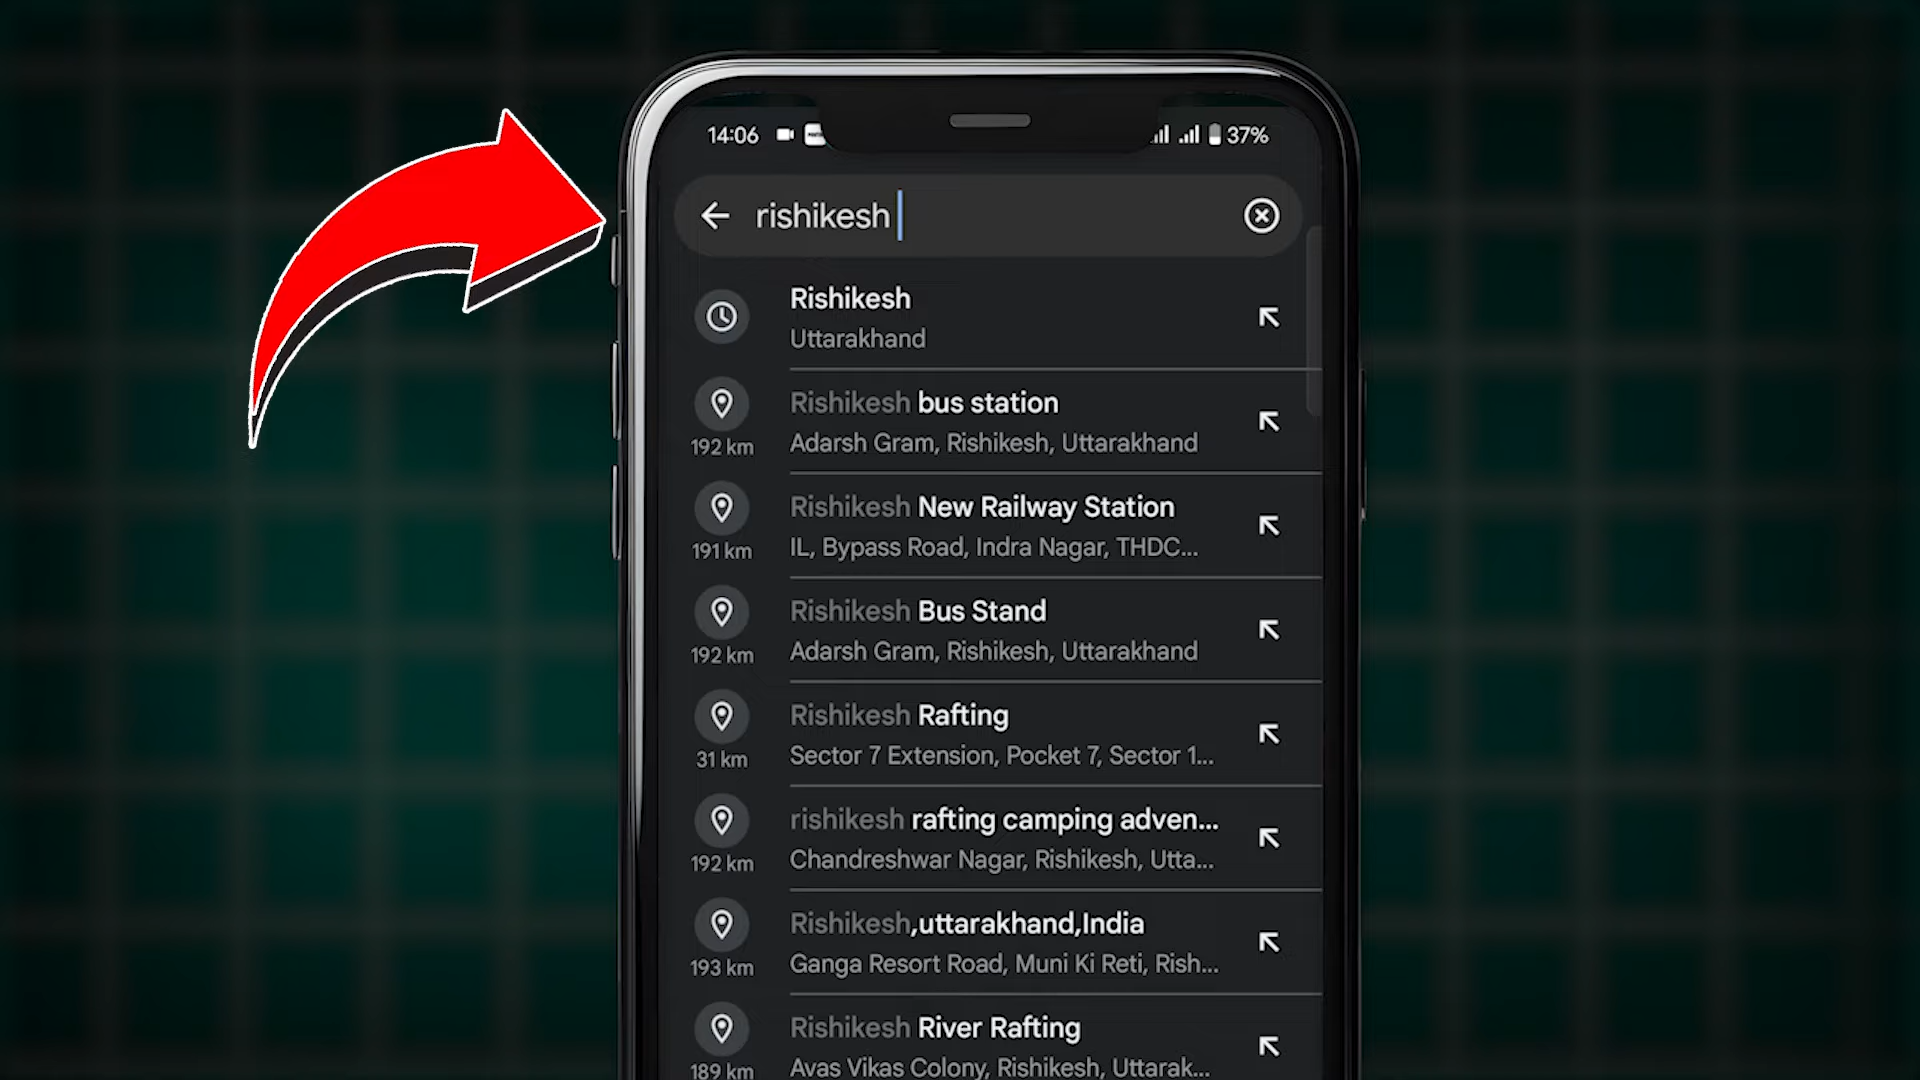 14:06 37%
rishikesh
Rishikesh
Uttarakhand
Rishikesh bus station
192 km
Adarsh Gram, Rishikesh, Uttarakhand
Rishikesh New Railway Station
191 km
IL, Bypass Road, Indra Nagar, THDC...
Rishikesh Bus Stand
192 km
Adarsh Gram, Rishikesh, Uttarakhand
Rishikesh Rafting
31 km
Sector 7 Extension, Pocket 7, Sector 1...
rishikesh rafting camping adven...
192 km
Chandreshwar Nagar, Rishikesh, Utta...
Rishikesh,uttarakhand,India
193 km
Ganga Resort Road, Muni Ki Reti, Rish...
Rishikesh River Rafting
189 km
Avas Vikas Colony, Rishikesh, Uttarak...